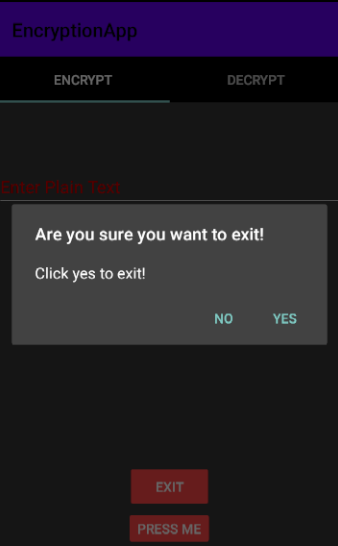 EncryptionApp
ENCRYPT DECRYPT
Enter Plain Text
Are you sure you want to exit!
Click yes to exit!
NO YES
EXIT
PRESS ME